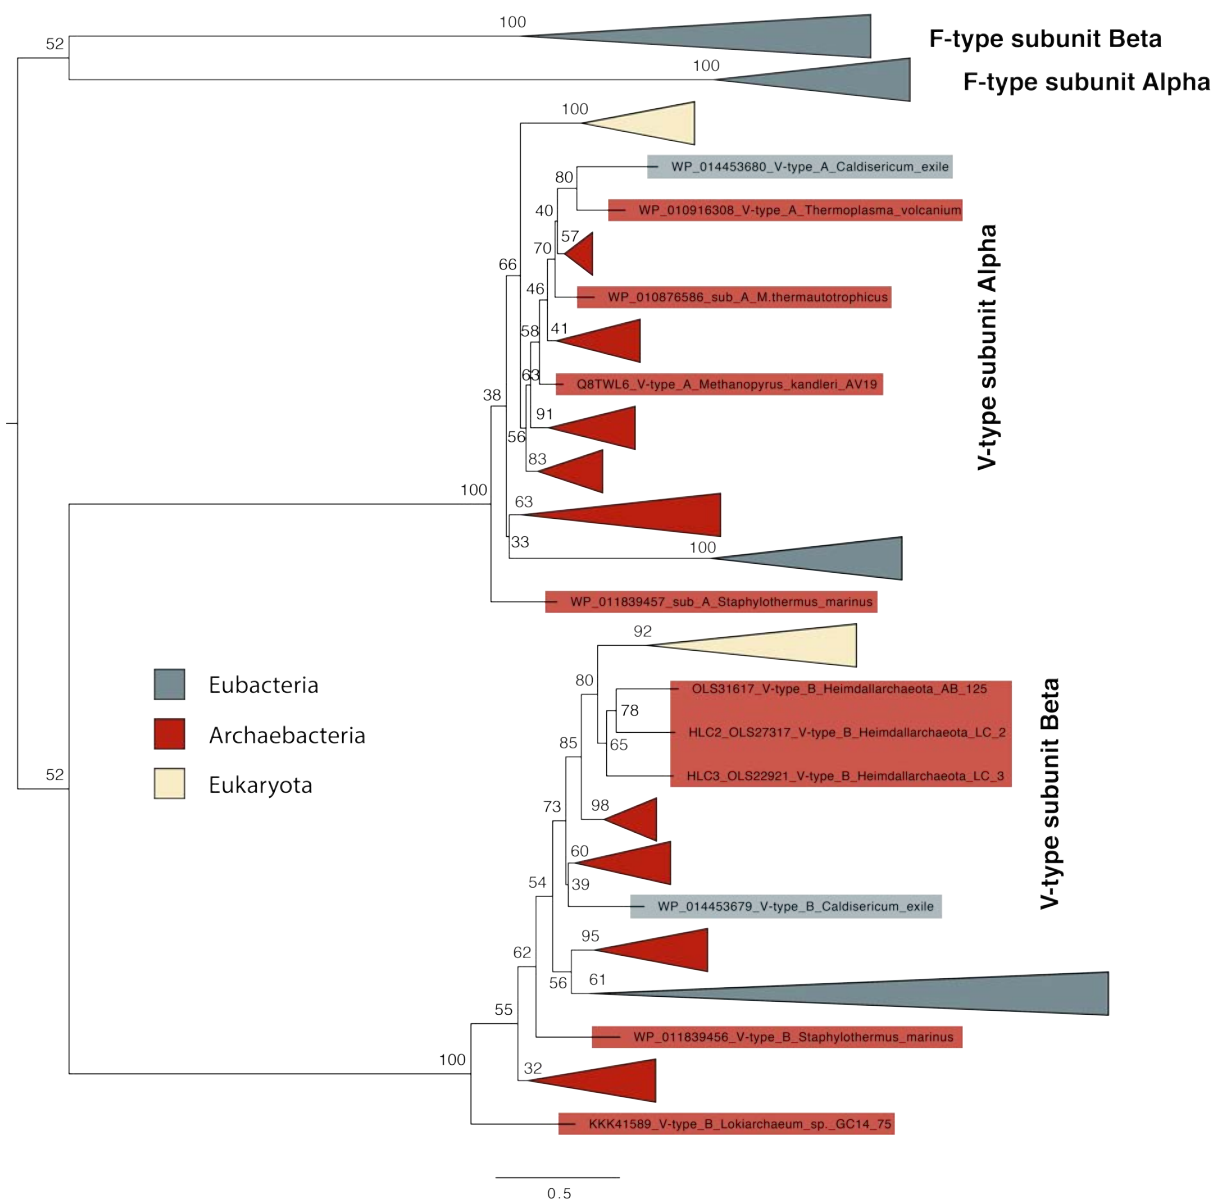 100
F-type subunit Beta
52
100
F-type subunit Alpha
100
WP_014453680_V-type_A_Caldisericum_exile
80
WP_010916308_V-type_A_Thermoplasma_volcanium
40
57
70
66
WP_010876586_sub_A_M.thermautotrophicus
46
58
41
63
Q8TWL6_V-type_A_Methanopyrus_kandleri_AV19
38
91
56
83
V-type subunit Alpha
100
63
33
100
WP_011839457_sub_A_Staphylothermus_marinus
92
80
OLS31617_V-type_B_Heimdallarchaeota_AB_125
78
HLC2_OLS27317_V-type_B_Heimdallarchaeota_LC_2
85
65
HLC3_OLS22921_V-type_B_Heimdallarchaeota_LC_3
Eubacteria
Archaebacteria
Eukaryota
52
73
98
60
54
39
WP_014453679_V-type_B_Caldisericum_exile
V-type subunit Beta
95
62
56
61
55
WP_011839456_V-type_B_Staphylothermus_marinus
100
32
KKK41589_V-type_B_Lokiarchaeum_sp._GC14_75
0.5